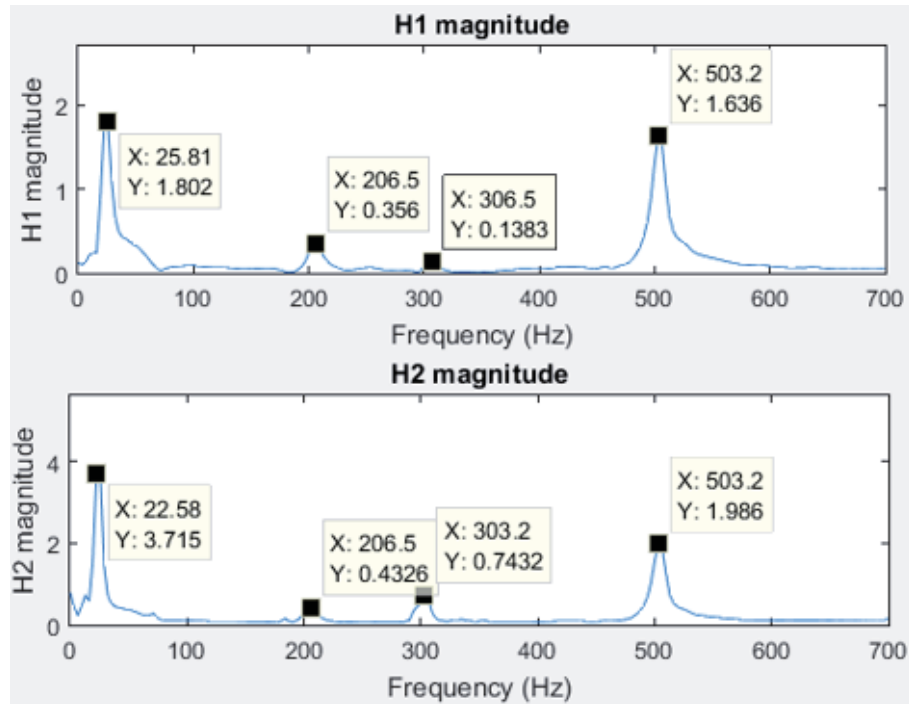 H1 magnitude
H1 magnitude
2
1
0
X: 25.81
Y: 1.802
X: 206.5
Y: 0.356
X: 306.5
Y: 0.1383
X: 503.2
Y: 1.636
0 100 200 300 400 500 600 700
Frequency (Hz)
H2 magnitude
H2 magnitude
4
2
0
X: 22.58
Y: 3.715
X: 206.5
Y: 0.4326
X: 303.2
Y: 0.7432
X: 503.2
Y: 1.986
0 100 200 300 400 500 600 700
Frequency (Hz)